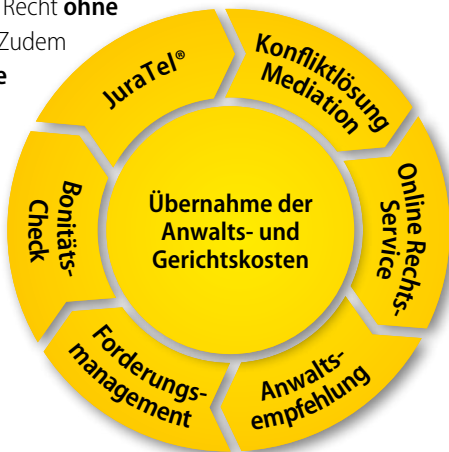 Recht ohne
Zudem
e
JuraTel®
Konfliktlösung
Mediation
Online Rechts-
Service
Anwalts-
empfehlung
Forderungs-
management
Bonitäts-
Check
Übernahme der
Anwalts- und
Gerichtskosten